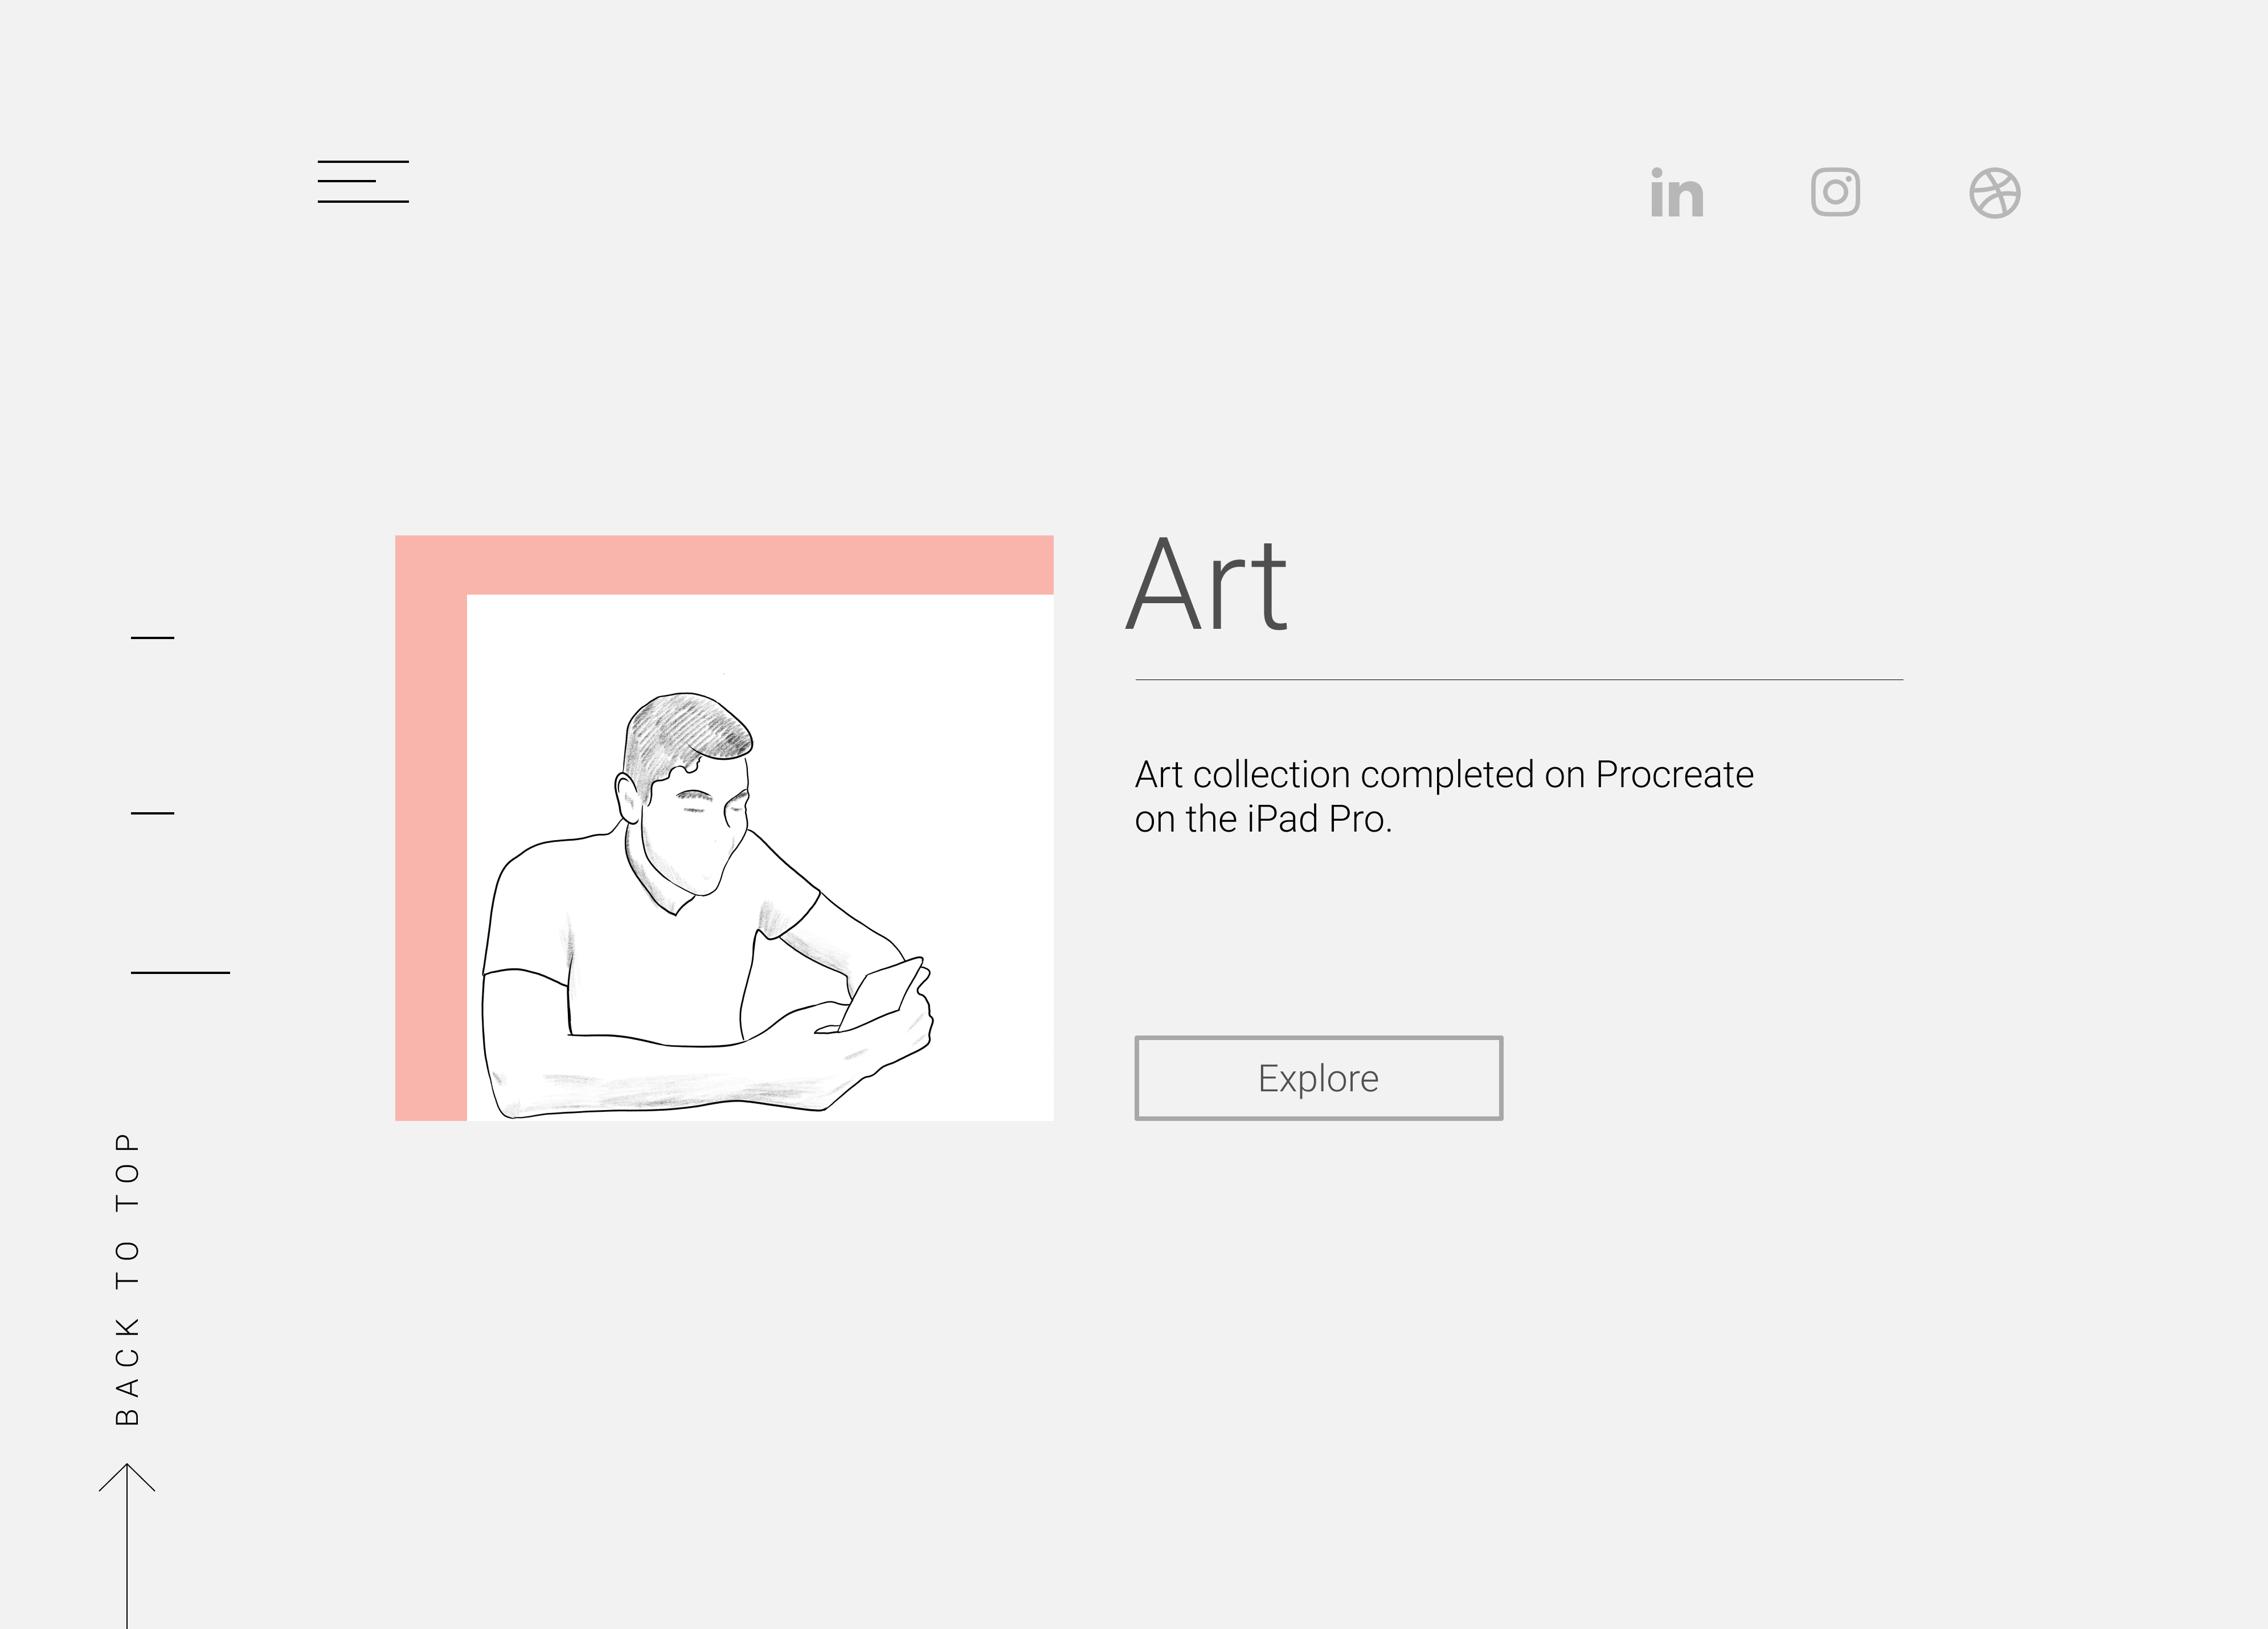 in
Art
Art collection completed on Procreate
on the iPad Pro.
Explore
BACK TO TOP